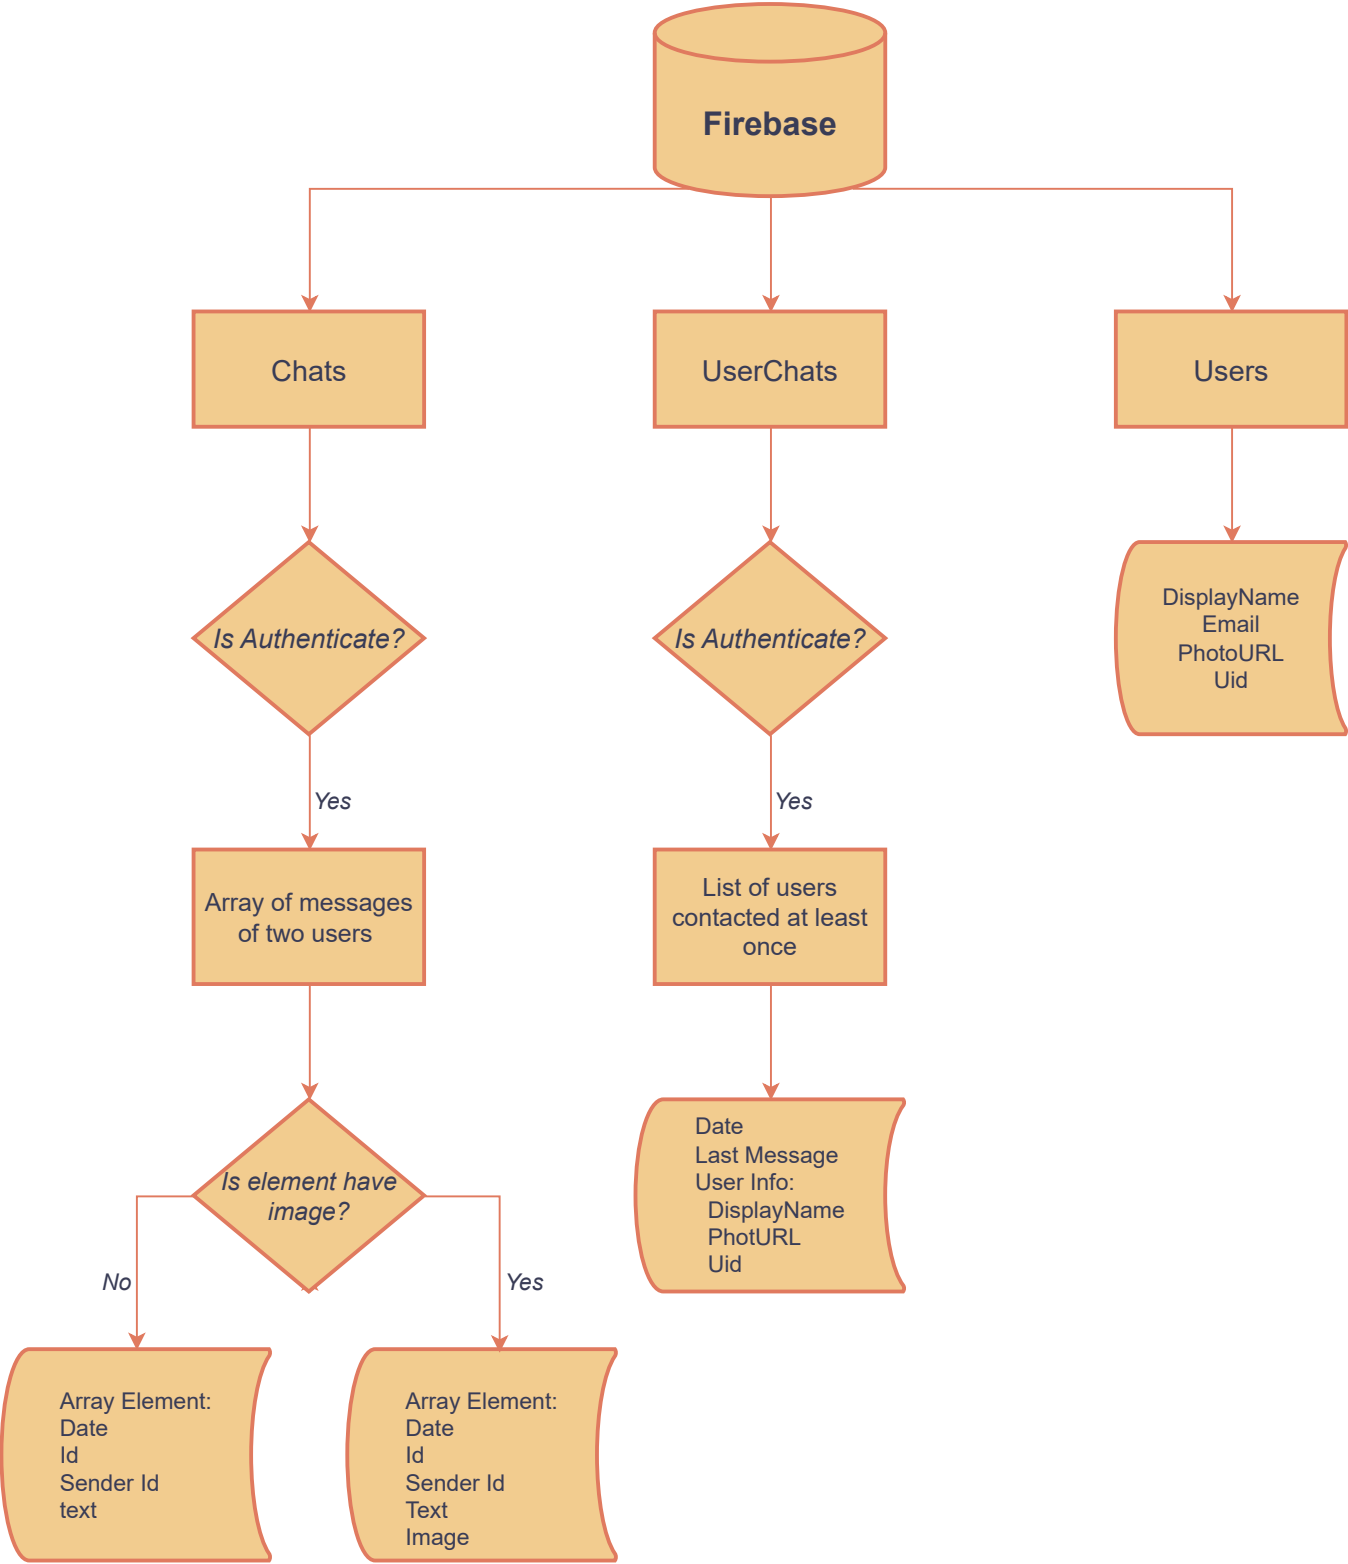 Firebase
Chats
UserChats
Users
Is Authenticate?
Is Authenticate?
DisplayName
Email
PhotoURL
Uid
Yes
Yes
Array of messages
of two users
List of users
contacted at least
once
Is element have
image?
Date
Last Message
User Info:
DisplayName
PhotURL
Uid
No
Yes
Array Element:
Date
Id
Sender Id
text
Array Element:
Date
Id
Sender Id
Text
Image